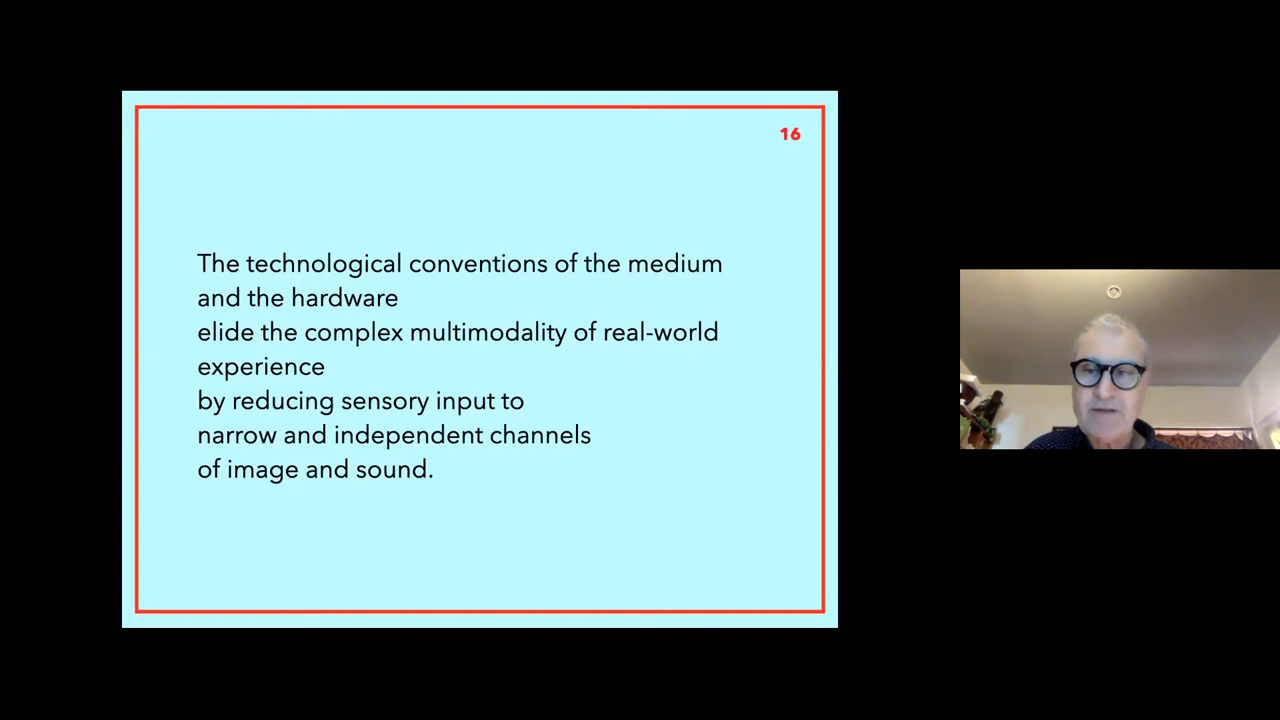 16
The technological conventions of the medium
and the hardware
elide the complex multimodality of real-world
experience
by reducing sensory input to
narrow and independent channels
of image and sound.